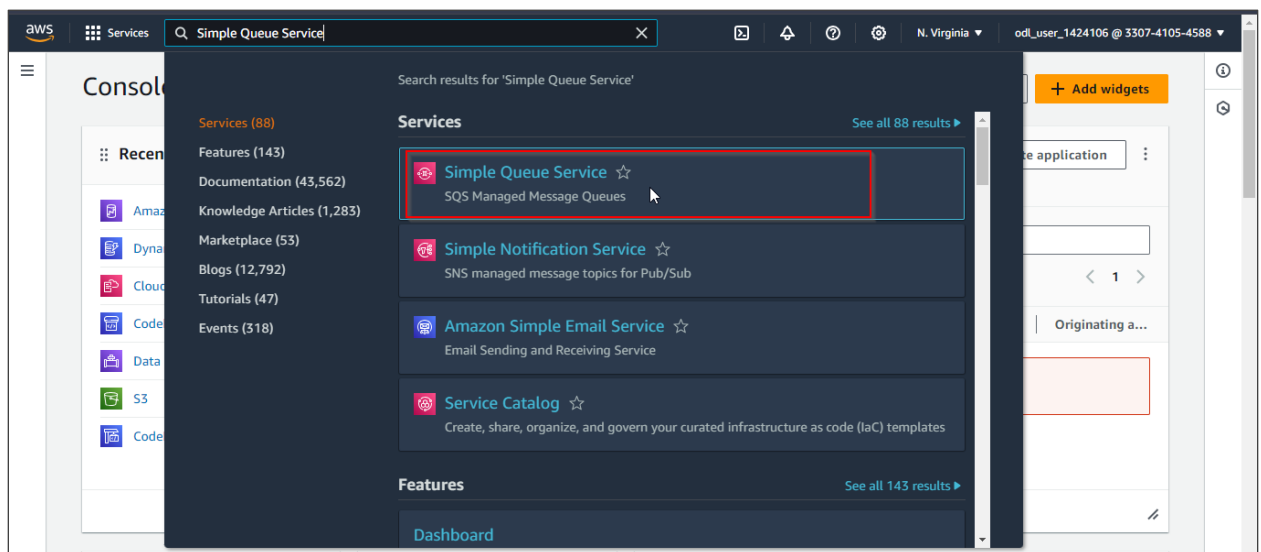 aws
Services
Simple Queue Service
N. Virginia
odl_user_1424106 @ 3307-4105-4588
Add widgets
Search results for 'Simple Queue Service'
Services (88)
Features (143)
Documentation (43,562)
Knowledge Articles (1,283)
Marketplace (53)
Blogs (12,792)
Tutorials (47)
Events (318)
Services
See all 88 results
Simple Queue Service
SQS Managed Message Queues
Simple Notification Service
SNS managed message topics for Pub/Sub
Amazon Simple Email Service
Email Sending and Receiving Service
Service Catalog
Create, share, organize, and govern your curated infrastructure as code (IaC) templates
Features
See all 143 results
Dashboard
Consol
Recen
Amaz
Dyna
Cloud
Code
Data
S3
Code
te application
1
Originating a...